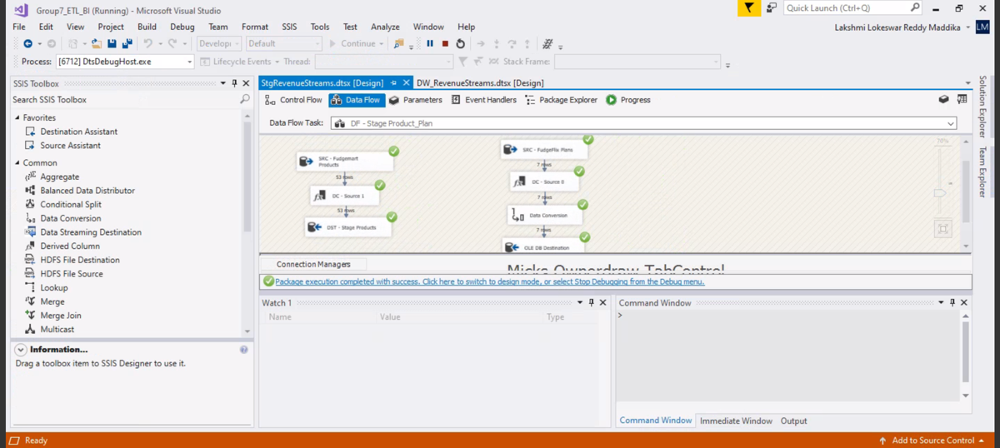 Group7_ETL_BI (Running) - Microsoft Visual Studio
Quick Launch (Ctrl+Q)
File Edit View Project Build Debug Team Format SSIS Tools Test Analyze Window Help
Lakshmi Lokeswar Reddy Maddika LM
Develop Default Continue
Process: [6712] DtsDebugHost.exe Lifecycle Events Thread: Stack Frame:
SSIS Toolbox
Search SSIS Toolbox
Favorites
Destination Assistant
Source Assistant
Common
Aggregate
Balanced Data Distributor
Conditional Split
Data Conversion
Data Streaming Destination
Derived Column
HDFS File Destination
HDFS File Source
Lookup
Merge
Merge Join
Multicast
Information...
Drag a toolbox item to SSIS Designer to use it.
StgRevenueStreams.dtsx [Design] DW_RevenueStreams.dtsx [Design]
Control Flow Data Flow Parameters Event Handlers Package Explorer Progress
Data Flow Task: DF - Stage Product_Plan
SRC - Fudgemart
Products
53 rows
DC - Source 1
53 rows
DST - Stage Products
SRC - FudgeFlix Plans
7 rows
DC - Source 0
7 rows
Data Conversion
7 rows
OLE DB Destination
70%
Connection Managers
Micks Ownerdraw TabControl
Package execution completed with success. Click here to switch to design mode, or select Stop Debugging from the Debug menu.
Watch 1
Name Value Type
Command Window
>
Command Window Immediate Window Output
Solution Explorer
Team Explorer
Ready
Add to Source Control